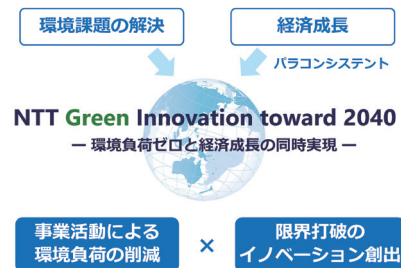 環境課題の解決
経済成長
パラコンシステント
NTT Green Innovation toward 2040
― 環境負荷ゼロと経済成長の同時実現 ―
事業活動による
環境負荷の削減
×
限界打破の
イノベーション創出